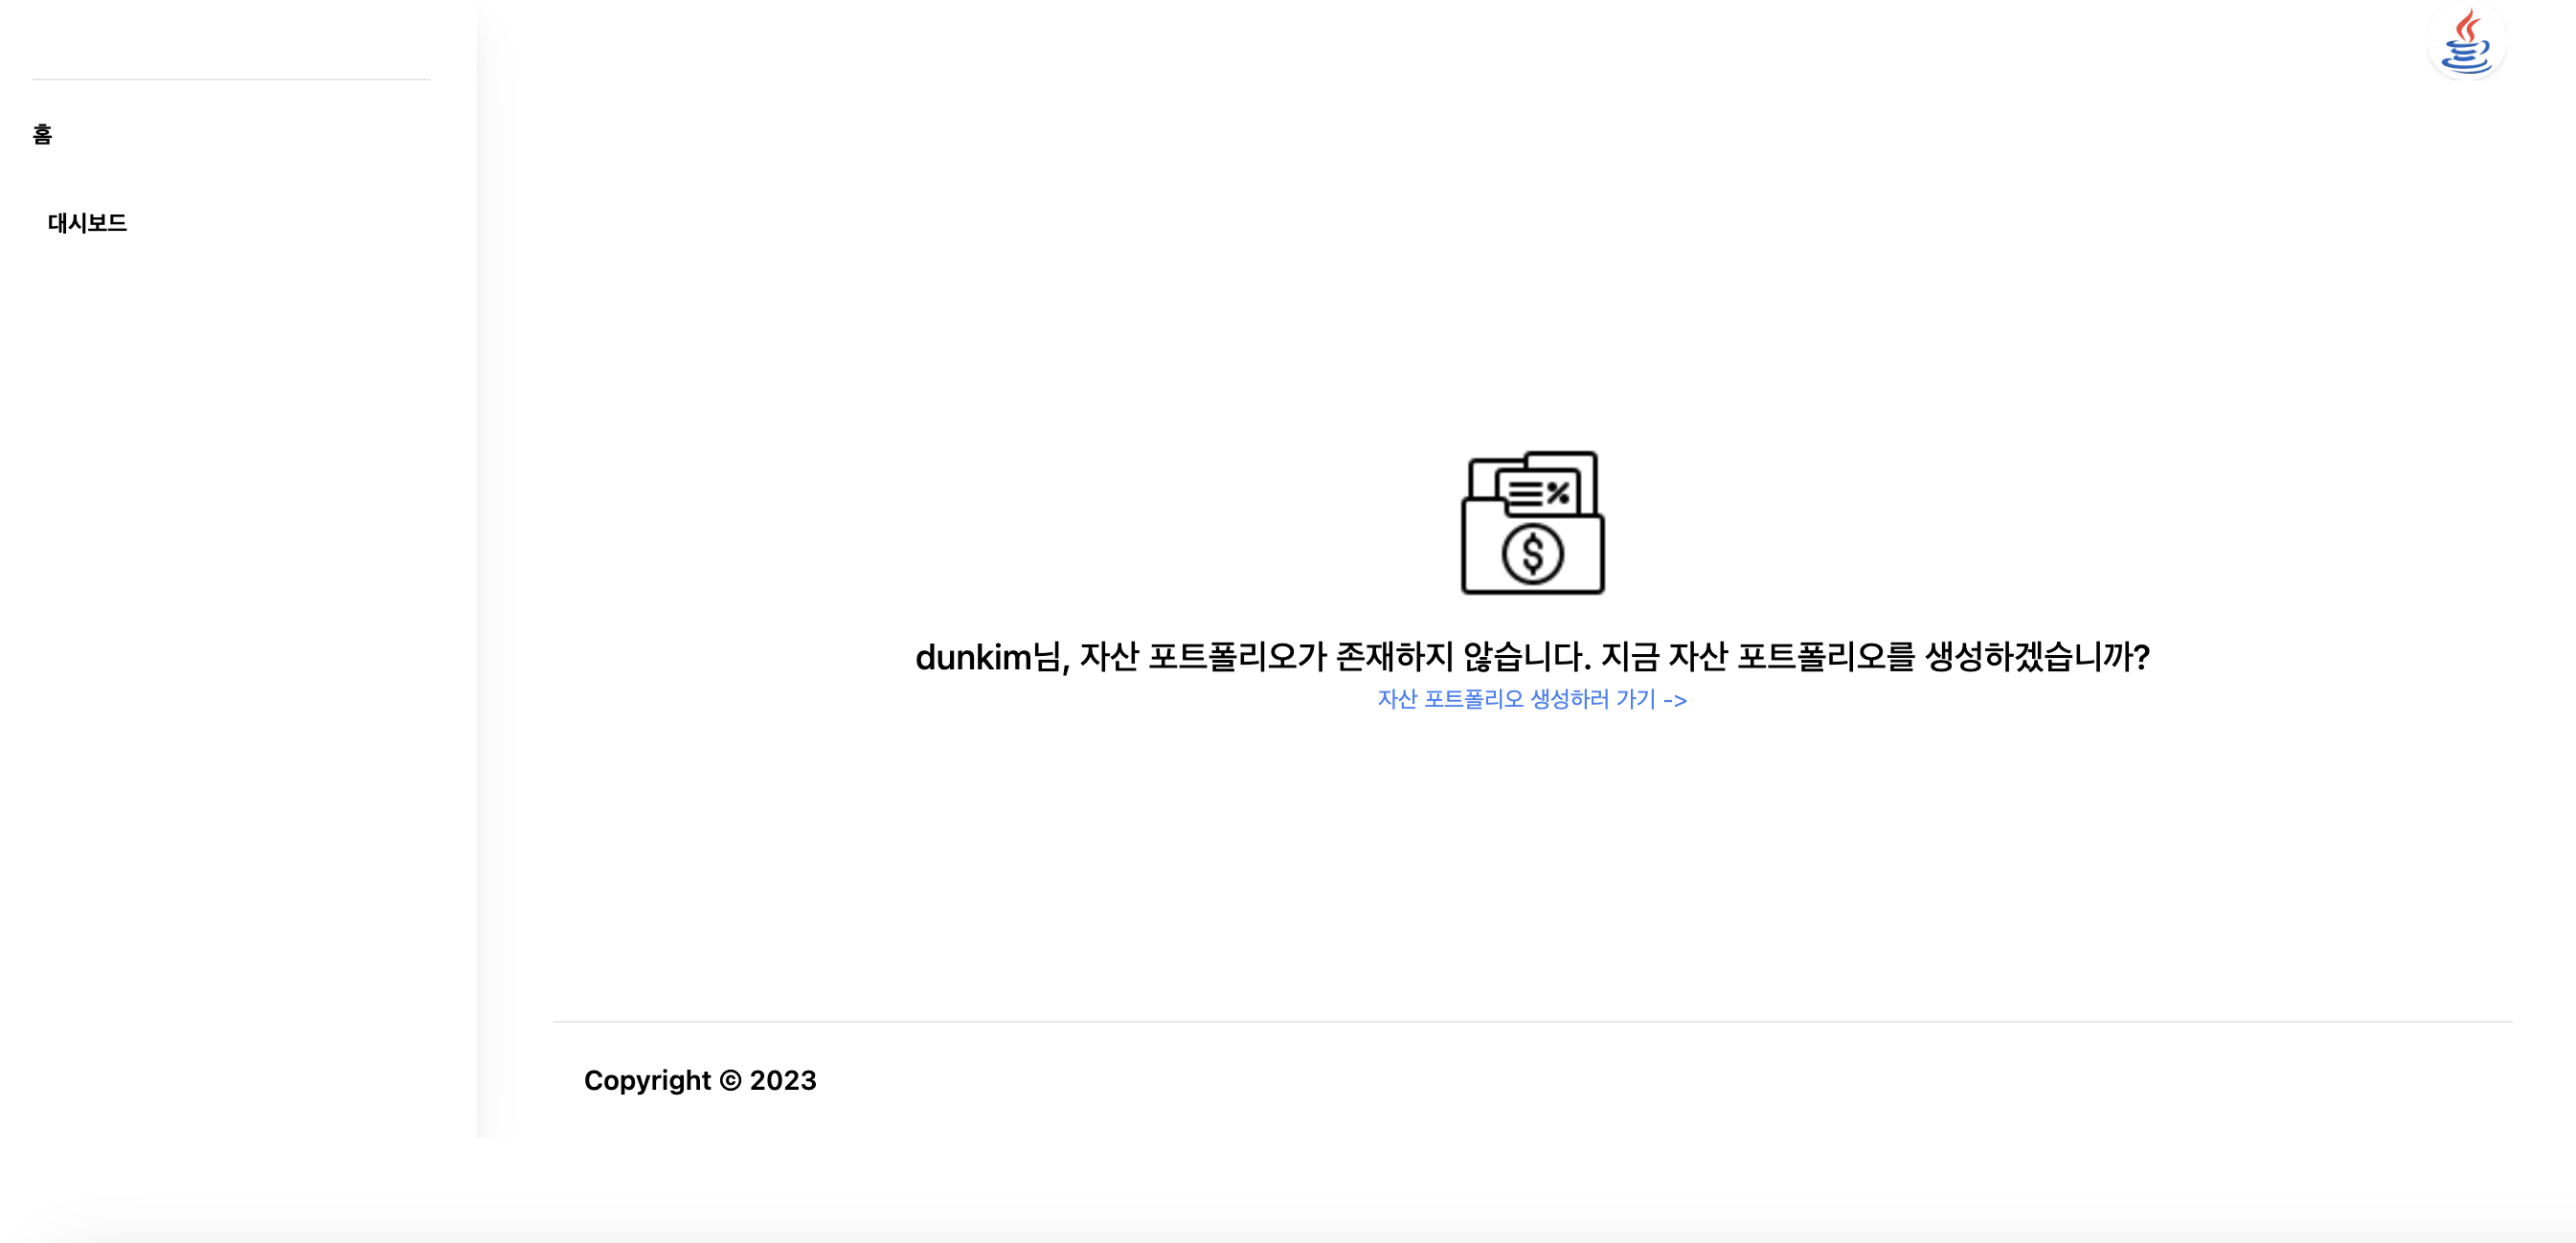 홈
대시보드
% $
dunkim님, 자산 포트폴리오가 존재하지 않습니다. 지금 자산 포트폴리오를 생성하겠습니까?
자산 포트폴리오 생성하러 가기 ->
Copyright © 2023